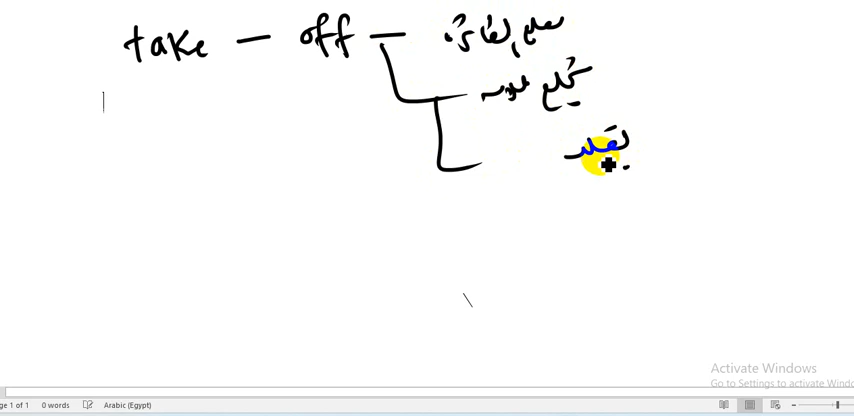 take – off – تقلع الطائرة
يخلع ملابسه
يقلد
Activate Windows
Go to Settings to activate Windo
ge 1 of 1 0 words Arabic (Egypt)